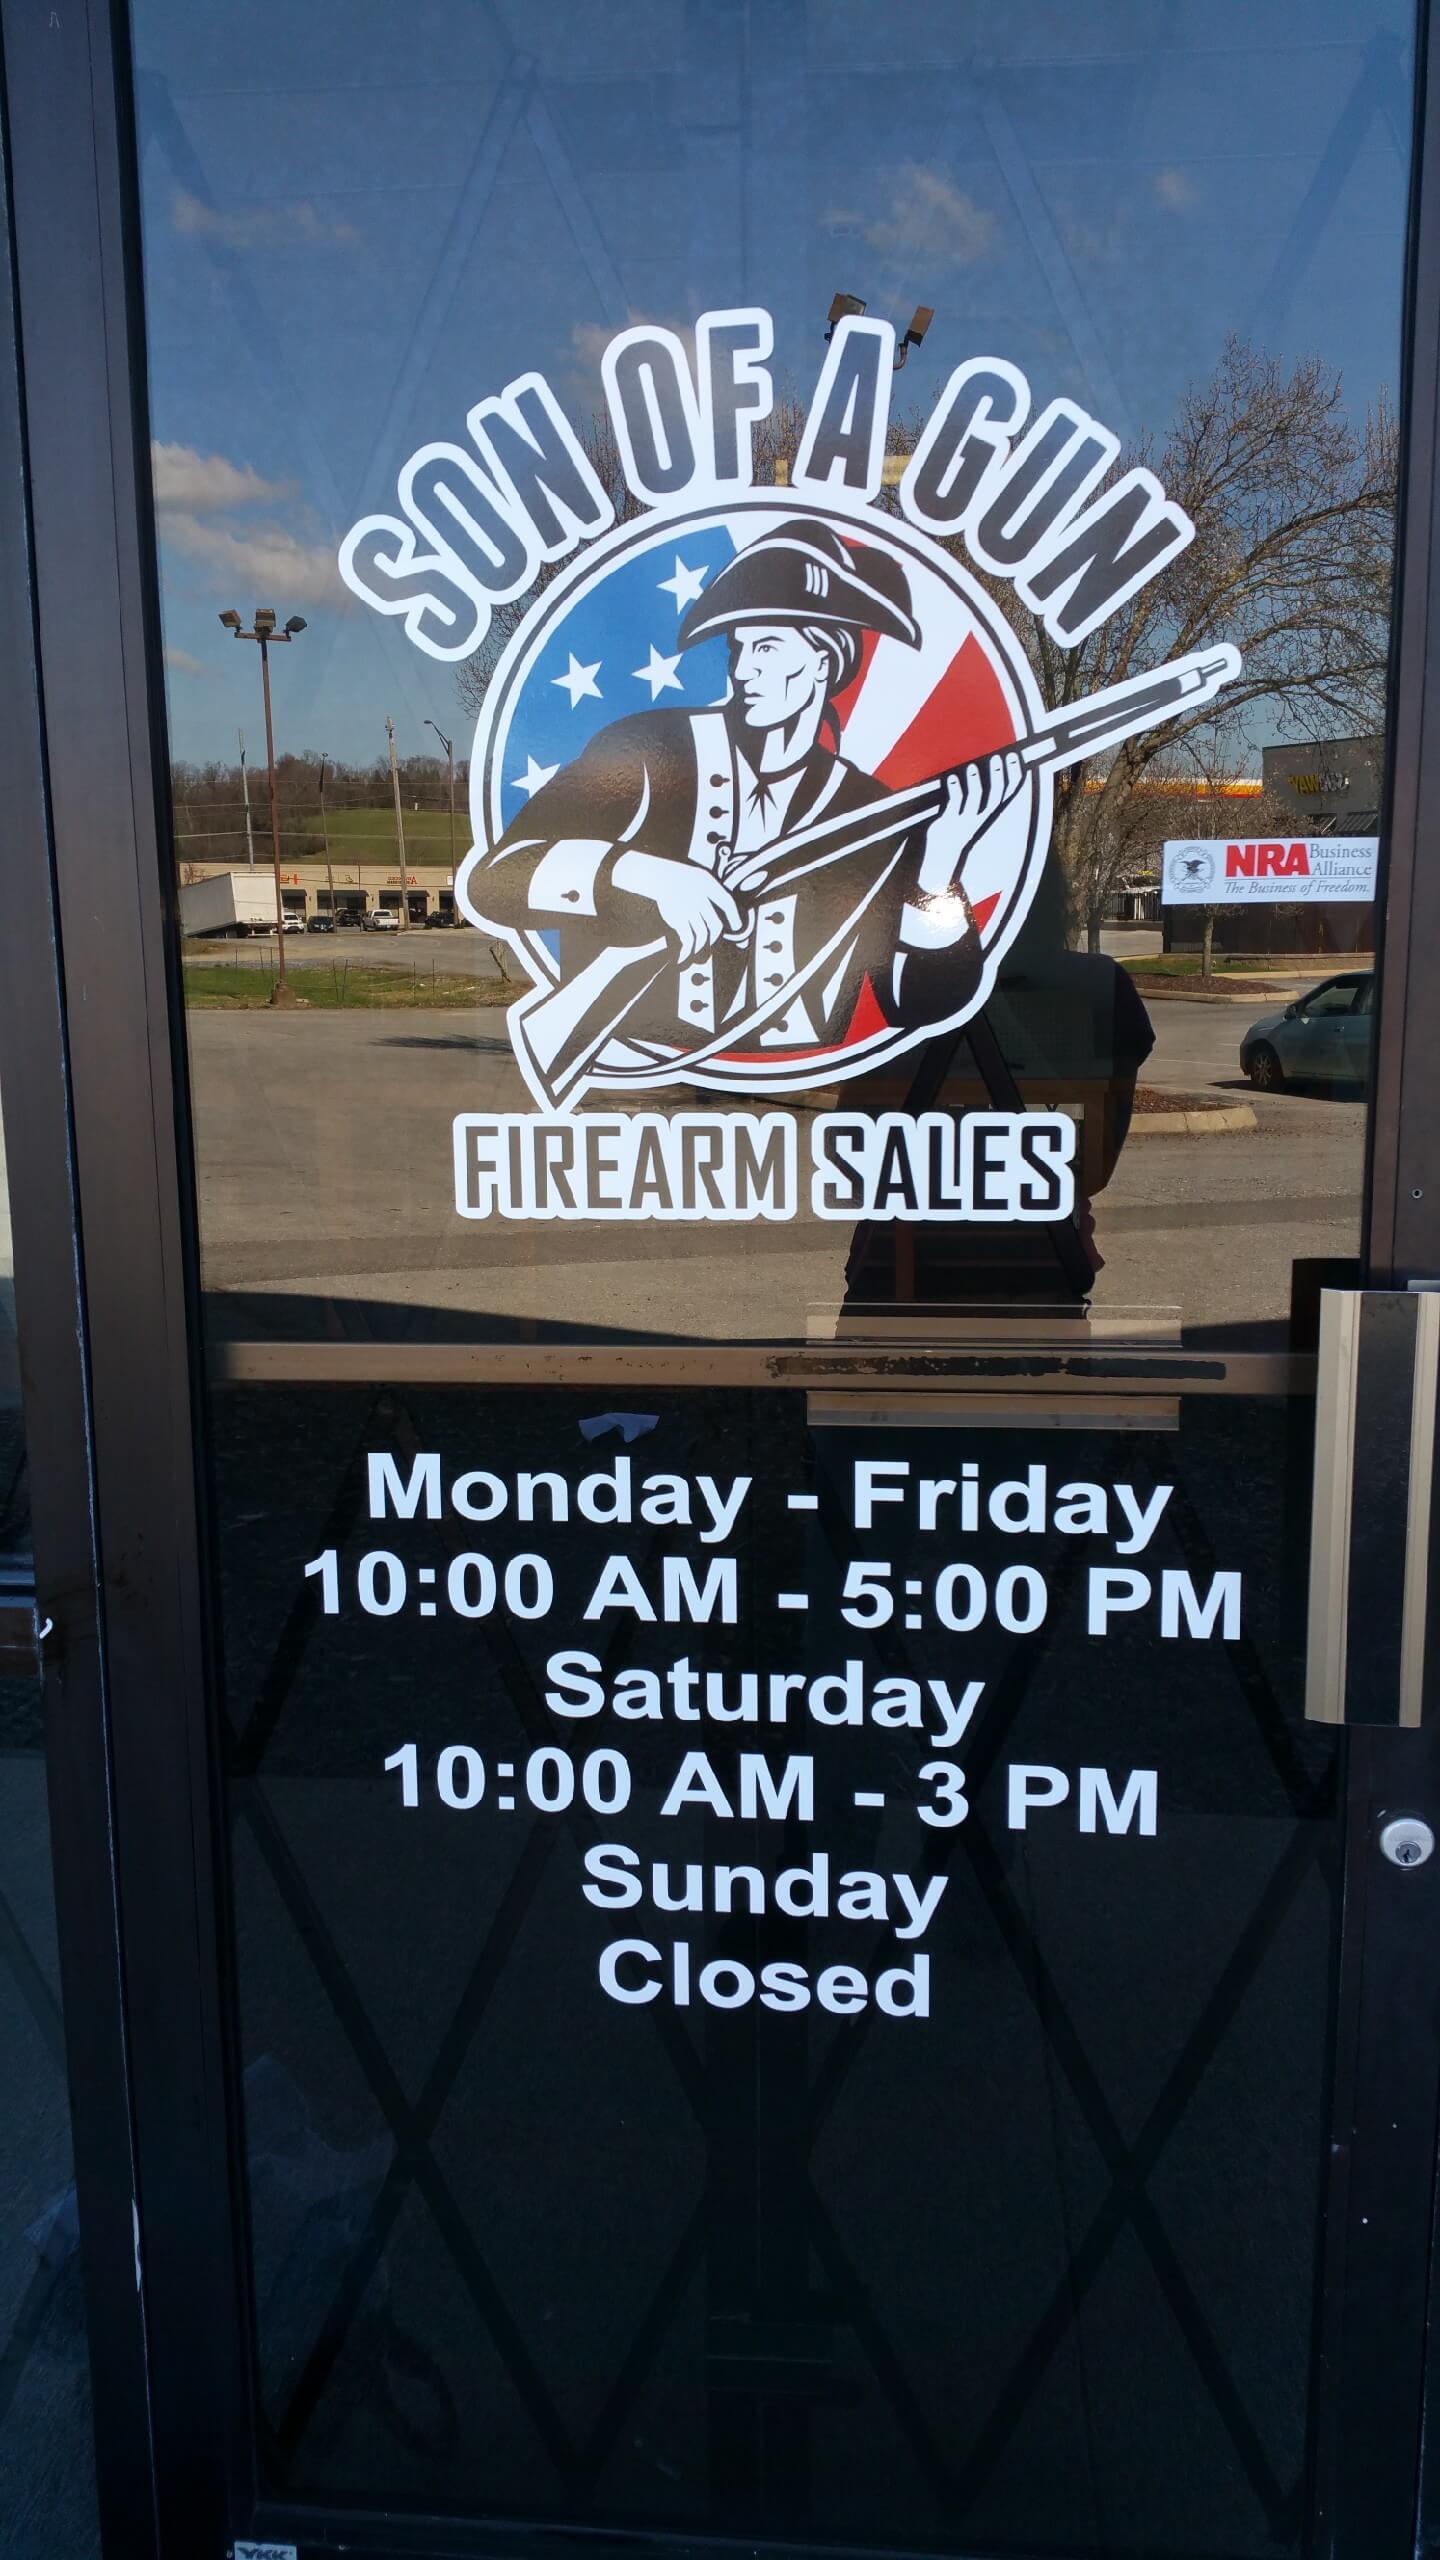 SON OF A GUN
NRA Business Alliance
The Business of Freedom.
FIREARM SALES
Monday - Friday
10:00 AM - 5:00 PM
Saturday
10:00 AM - 3 PM
Sunday
Closed
YKK